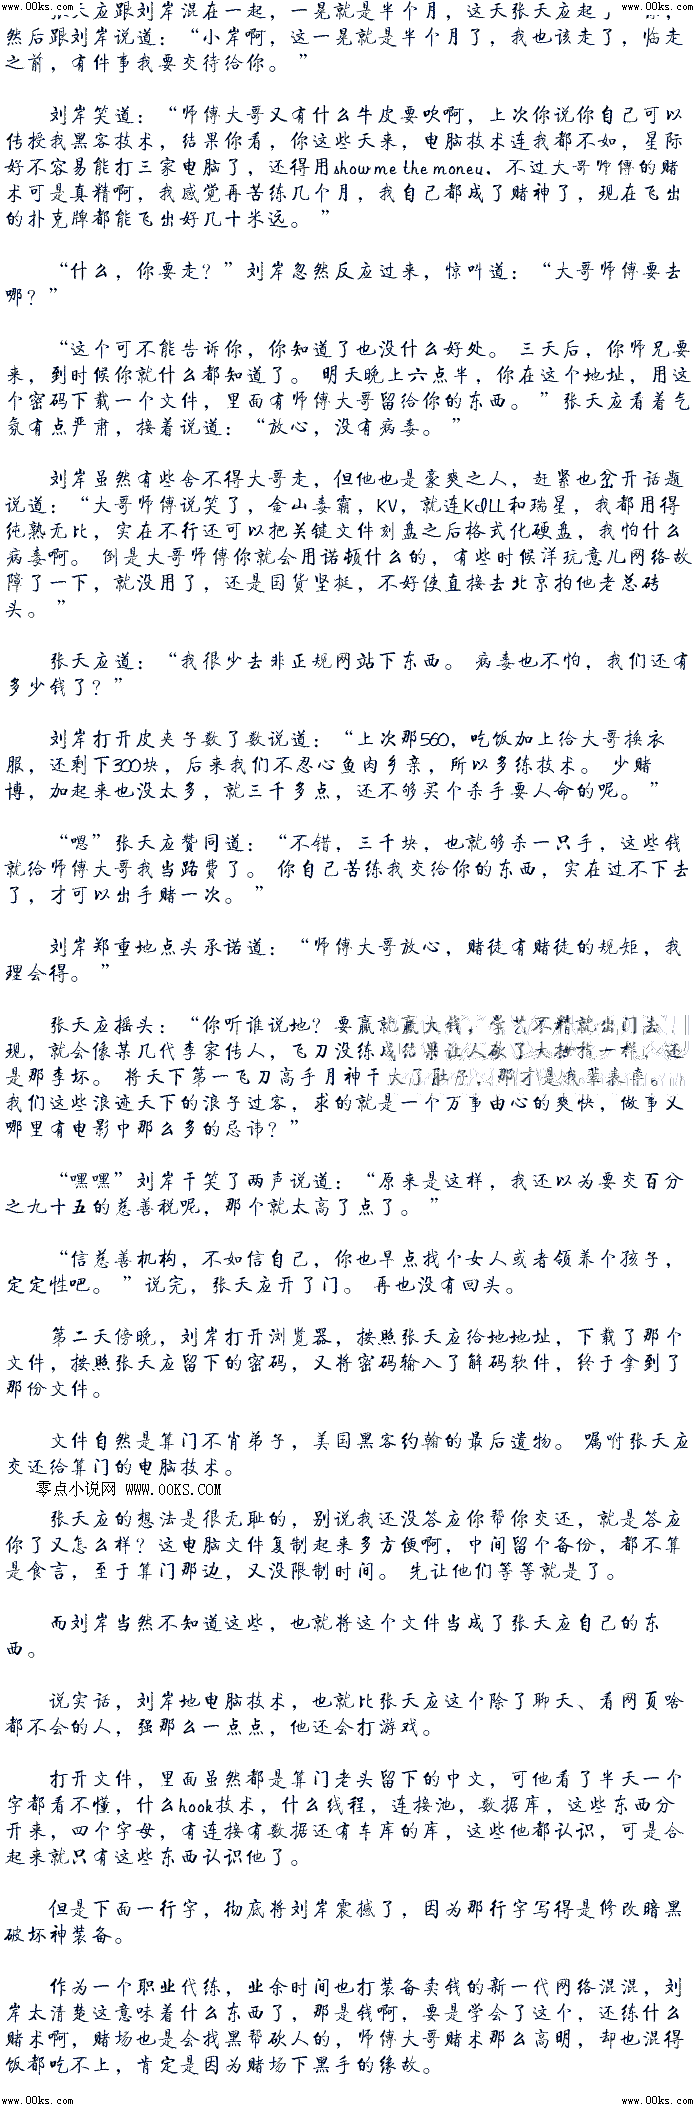 www.00ks.com www.00ks.com
张天应跟刘岸混在一起，一晃就是半个月，这天张天应起了
然后跟刘岸说道：“小岸啊，这一晃就是半个月了，我也该走了，临走
之前，有件事我要交待给你。”
刘岸笑道：“师傅大哥又有什么牛皮要吹啊，上次你说你自己可以
传授我黑客技术，结果你看，你这些天来，电脑技术连我都不如，星际
好不容易能打三家电脑了，还得用show me the money，不过大哥师傅的赌
术可是真精啊，我感觉再苦练几个月，我自己都成了赌神了，现在飞出
的扑克牌都能飞出好几十米远。”
“什么，你要走？”刘岸忽然反应过来，惊叫道：“大哥师傅要去
哪？”
“这个可不能告诉你，你知道了也没什么好处。 三天后，你师兄要
来，到时候你就什么都知道了。 明天晚上六点半，你在这个地址，用这
个密码下载一个文件，里面有师傅大哥留给你的东西。”张天应看着气
氛有点严肃，接着说道：“放心，没有病毒。”
刘岸虽然有些舍不得大哥走，但他也是豪爽之人，赶紧也岔开话题
说道：“大哥师傅说笑了，金山毒霸，KV，就连KILL和瑞星，我都用得
纯熟无比，实在不行还可以把关键文件刻盘之后格式化硬盘，我怕什么
病毒啊。 倒是大哥师傅你就会用诺顿什么的，有些时候洋玩意儿网络故
障了一下，就没用了，还是国货坚挺，不好使直接去北京拍他老总砖
头。”
张天应道：“我很少去非正规网站下东西。 病毒也不怕，我们还有
多少钱了？”
刘岸打开皮夹子数了数说道：“上次那560，吃饭加上给大哥换衣
服，还剩下300块，后来我们不忍心鱼肉乡亲，所以多练技术。 少赌
博，加起来也没太多，就三千多点，还不够买个杀手要人命的呢。”
“嗯”张天应赞同道：“不错，三千块，也就够杀一只手，这些钱
就给师傅大哥我当路费了。 你自己苦练我交给你的东西，实在过不下去
了，才可以出手赌一次。”
刘岸郑重地点头承诺道：“师傅大哥放心，赌徒有赌徒的规矩，我
理会得。”
张天应摇头：“你听谁说地？要赢就赢大钱，学艺不精就出门去
现，就会像某几代李家传人，飞刀没练成结果让人砍了大拇指一样，还
是那李坏。 将天下第一飞刀高手月神干大了肚子，那才是我辈表率。
我们这些浪迹天下的浪子过客，求的就是一个万事由心的爽快，做事又
哪里有电影中那么多的忌讳？”
“嘿嘿”刘岸干笑了两声说道：“原来是这样，我还以为要交百分
之九十五的慈善税呢，那个就太高了点了。”
“信慈善机构，不如信自己，你也早点找个女人或者领养个孩子，
定定性吧。”说完，张天应开了门。 再也没有回头。
第二天傍晚，刘岸打开浏览器，按照张天应给地地址，下载了那个
文件，按照张天应留下的密码，又将密码输入了解码软件，终于拿到了
那份文件。
文件自然是算门不肖弟子，美国黑客约翰的最后遗物。 嘱咐张天应
交还给算门的电脑技术。
零点小说网 WWW.00KS.COM
张天应的想法是很无耻的，别说我还没答应你帮你交还，就是答应
你了又怎么样？这电脑文件复制起来多方便啊，中间留个备份，都不算
是食言，至于算门那边，又没限制时间。 先让他们等等就是了。
而刘岸当然不知道这些，也就将这个文件当成了张天应自己的东
西。
说实话，刘岸地电脑技术，也就比张天应这个除了聊天、看网页啥
都不会的人，强那么一点点，他还会打游戏。
打开文件，里面虽然都是算门老头留下的中文，可他看了半天一个
字都看不懂，什么hook技术，什么线程，连接池，数据库，这些东西分
开来，四个字母，有连接有数据还有车库的库，这些他都认识，可是合
起来就只有这些东西认识他了。
但是下面一行字，彻底将刘岸震撼了，因为那行字写得是修改暗黑
破坏神装备。
作为一个职业代练，业余时间也打装备卖钱的新一代网络混混，刘
岸太清楚这意味着什么东西了，那是钱啊，要是学会了这个，还练什么
赌术啊，赌场也是会找黑帮砍人的，师傅大哥赌术那么高明，却也混得
饭都吃不上，肯定是因为赌场下黑手的缘故。
www.00ks.com www.00ks.com